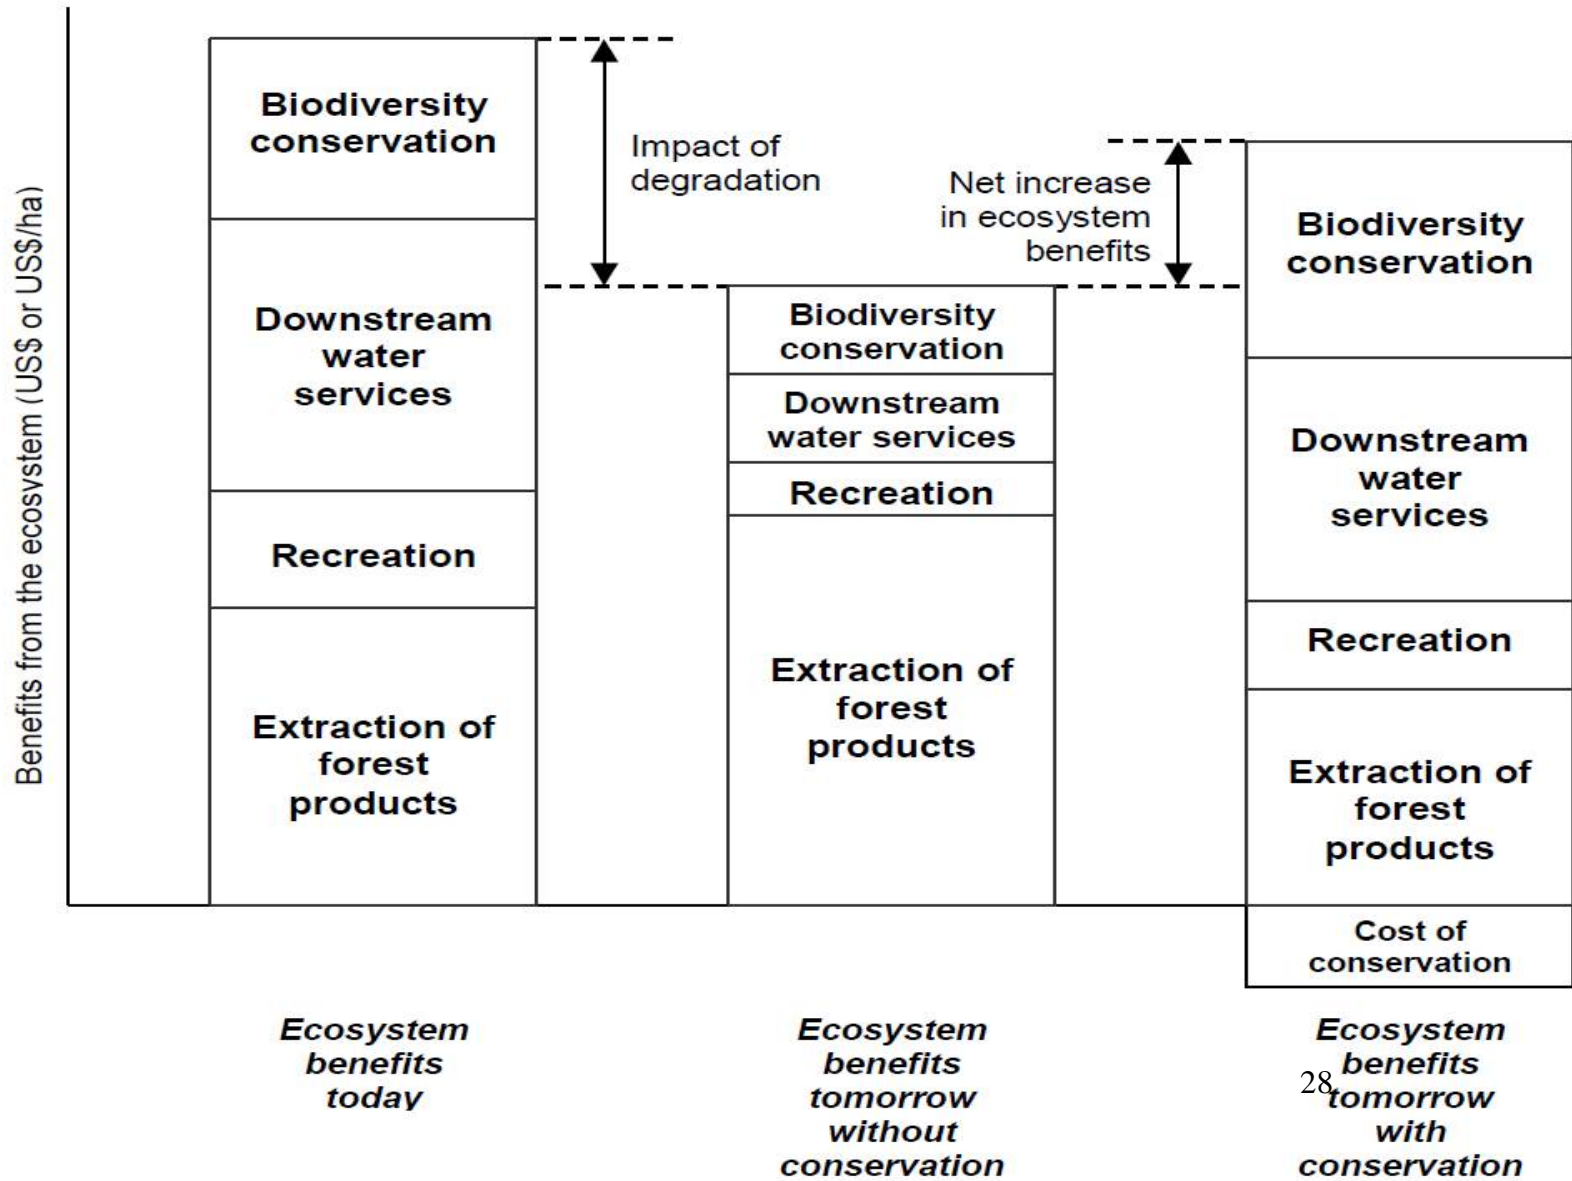 Benefits from the ecosystem (US$ or US$/ha)
Biodiversity
conservation
Downstream
water
services
Recreation
Extraction of
forest
products
Impact of
degradation
Biodiversity
conservation
Downstream
water services
Recreation
Extraction of
forest
products
Net increase
in ecosystem
benefits
Biodiversity
conservation
Downstream
water
services
Recreation
Extraction of
forest
products
Cost of
conservation
Ecosystem
benefits
today
Ecosystem
benefits
tomorrow
without
conservation
Ecosystem
benefits
tomorrow
with
conservation
28